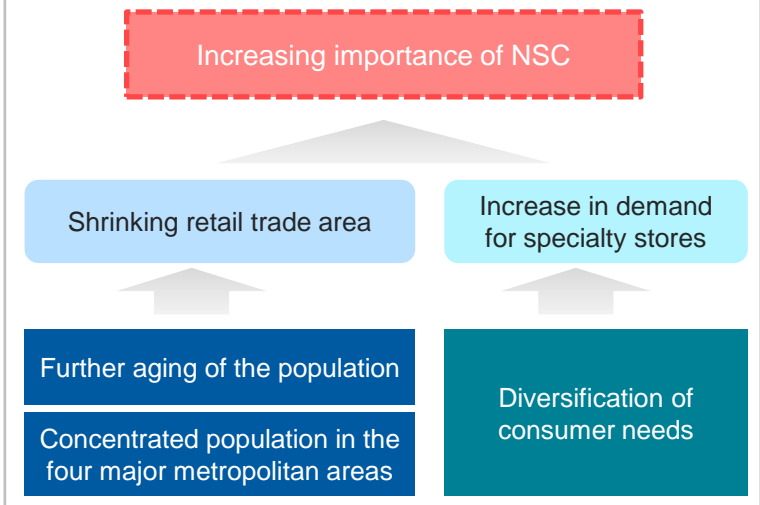 Increasing importance of NSC
Shrinking retail trade area
Increase in demand
for specialty stores
Further aging of the population
Concentrated population in the
four major metropolitan areas
Diversification of
consumer needs